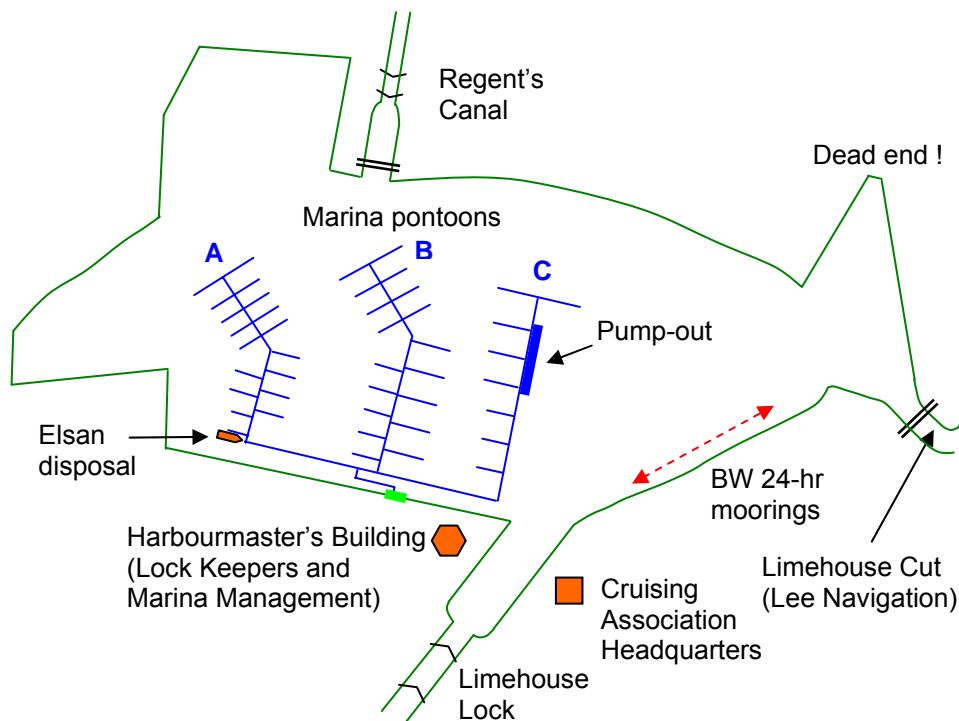 Regent's
Canal
Dead end !
Marina pontoons
A
B
C
Pump-out
Elsan
disposal
BW 24-hr
moorings
Harbourmaster's Building
(Lock Keepers and
Marina Management)
Limehouse Cut
(Lee Navigation)
Cruising
Association
Headquarters
Limehouse
Lock